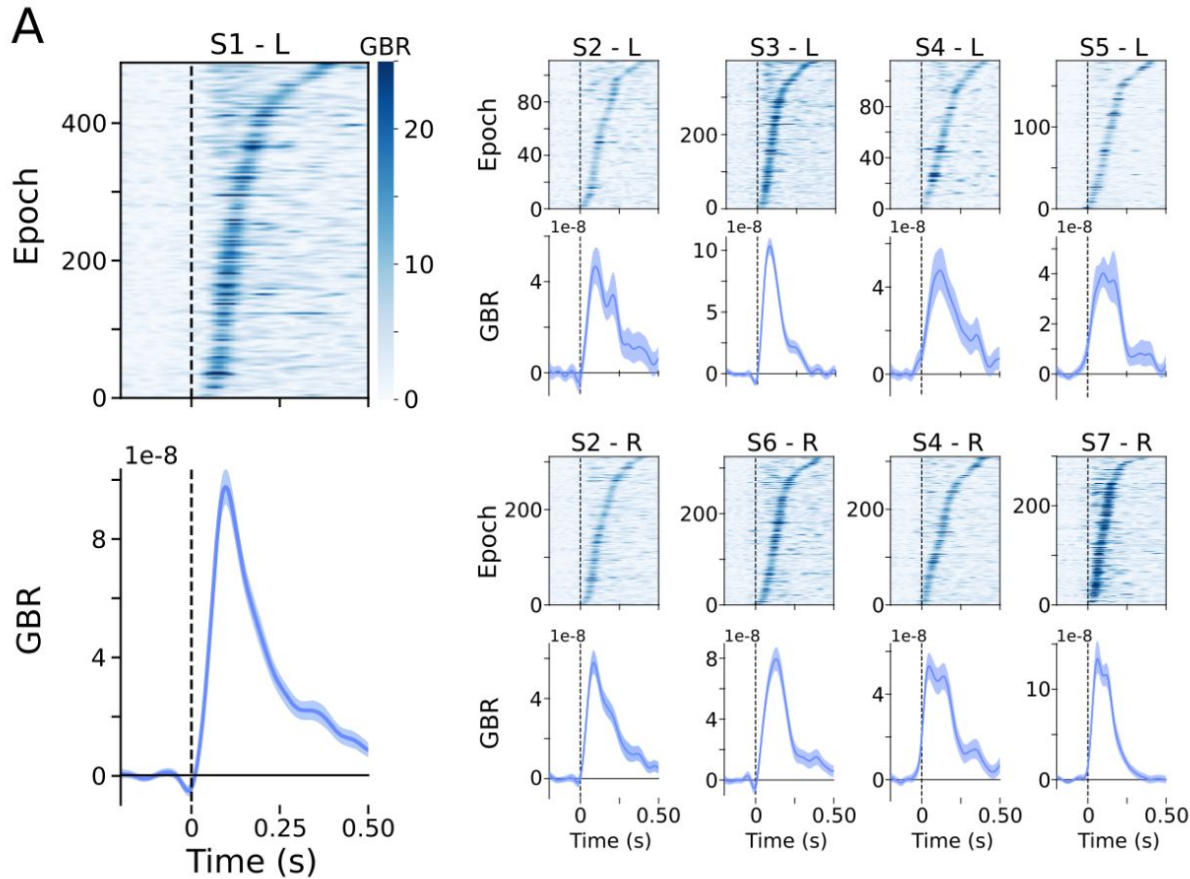 A
S1 - L
GBR
Epoch
400
200
0
20
10
0
1e-8
GBR
8
4
0
0
0.25
0.50
Time (s)
S2 - L
S3 - L
S4 - L
S5 - L
Epoch
80
40
0
200
0
80
40
0
100
0
1e-8
1e-8
1e-8
1e-8
GBR
4
0
10
5
0
4
0
4
2
0
S2 - R
S6 - R
S4 - R
S7 - R
Epoch
200
0
200
0
200
0
200
0
1e-8
1e-8
1e-8
1e-8
GBR
4
0
8
4
0
4
0
10
0
0
0.50
Time (s)
0
0.50
Time (s)
0
0.50
Time (s)
0
0.50
Time (s)